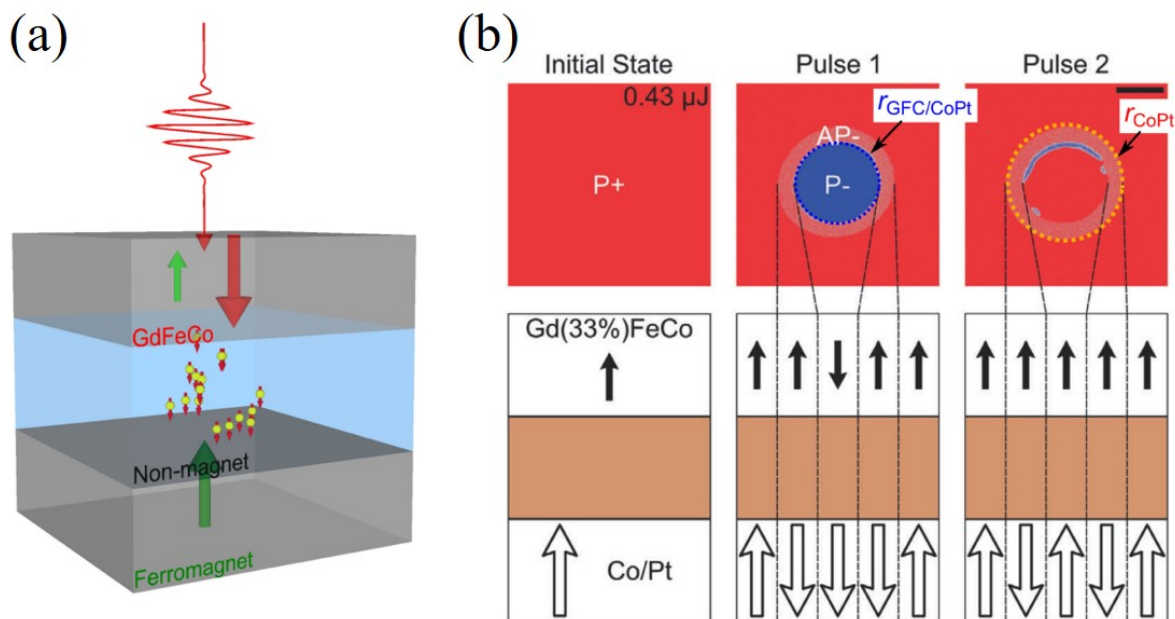 (a)
GdFeCo
Non-magnet
Ferromagnet
(b)
Initial State
Pulse 1
Pulse 2
0.43 µJ
P+
AP-
P-
rGFC/CoPt
rCoPt
Gd(33%)FeCo
Co/Pt